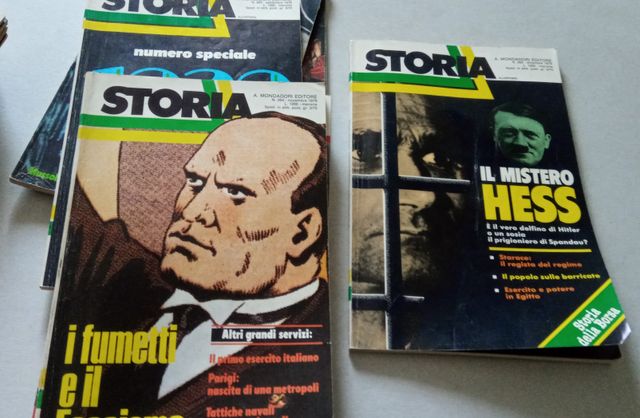 STORIA
numero speciale
STORIA
A. MONDADORI EDITORE
i fumetti
e il
Fascismo
Altri grandi servizi:
Il primo esercito italiano
Parigi:
nascita di una metropoli
Tattiche navali
STORIA
A. MONDADORI EDITORE
IL MISTERO
HESS
È il vero delfino di Hitler
o un sosia
il prigioniero di Spandau?
Starace:
il regista del regime
Il popolo sulle barricate
Esercito e potere
in Egitto
Storia
della Borsa